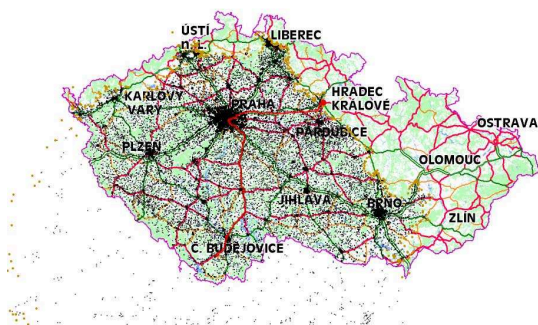 ÚSTÍ
n. L.
LIBEREC
KARLOVY
VARY
PRAHA
HRADEC
KRÁLOVÉ
PARDUBICE
OSTRAVA
PLZEŇ
OLOMOUC
JIHLAVA
BRNO
ZLÍN
Č. BUDĚJOVICE